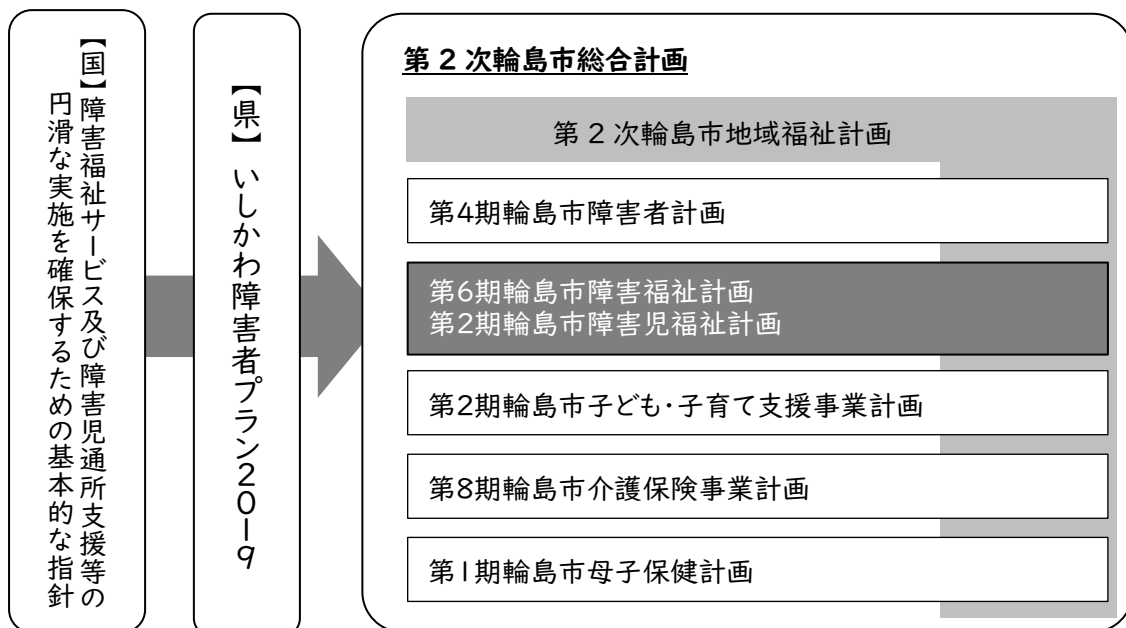 【国】障害福祉サービス及び障害児通所支援等の
円滑な実施を確保するための基本的な指針
【県】いしかわ障害者プラン2019
第２次輪島市総合計画
第２次輪島市地域福祉計画
第4期輪島市障害者計画
第6期輪島市障害福祉計画
第2期輪島市障害児福祉計画
第2期輪島市子ども・子育て支援事業計画
第8期輪島市介護保険事業計画
第1期輪島市母子保健計画